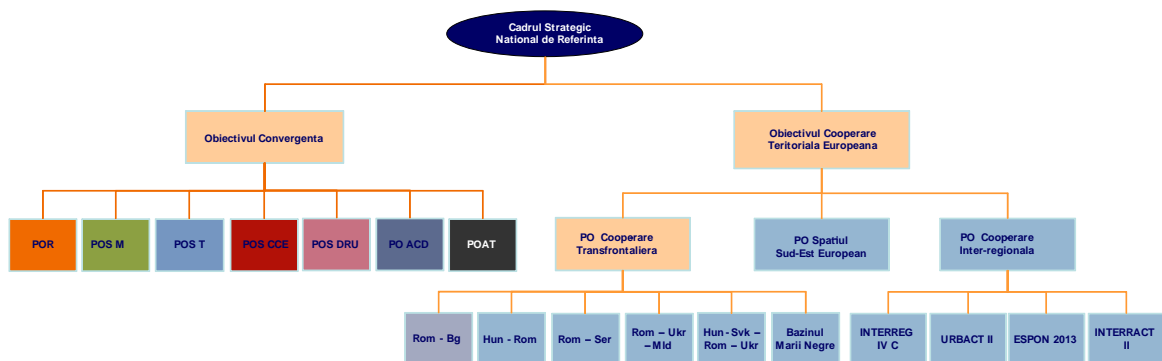 Cadrul Strategic
National de Referinta
Obiectivul Convergenta
Obiectivul Cooperare
Teritoriala Europeana
POR
POS M
POS T
POS CCE
POS DRU
PO ACD
POAT
PO Cooperare
Transfrontaliera
PO Spatiul
Sud-Est European
PO Cooperare
Inter-regionala
Rom - Bg
Hun - Rom
Rom – Ser
Rom – Ukr
– Mld
Hun - Svk –
Rom – Ukr
Bazinul
Marii Negre
INTERREG
IV C
URBACT II
ESPON 2013
INTERRACT
II